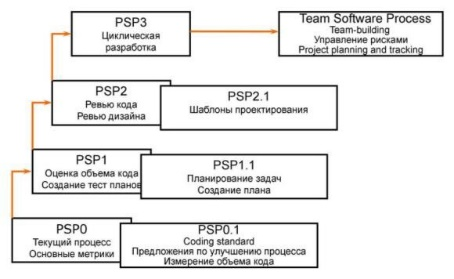 PSP3
Циклическая
разработка
Team Software Process
Team-building
Управление рисками
Project planning and tracking
PSP2
Ревью кода
Ревью дизайна
PSP2.1
Шаблоны проектирования
PSP1
Оценка объема кода
Создание тест планов
PSP1.1
Планирование задач
Создание плана
PSP0
Текущий процесс
Основные метрики
PSP0.1
Coding standard
Предложения по улучшению процесса
Измерение объема кода